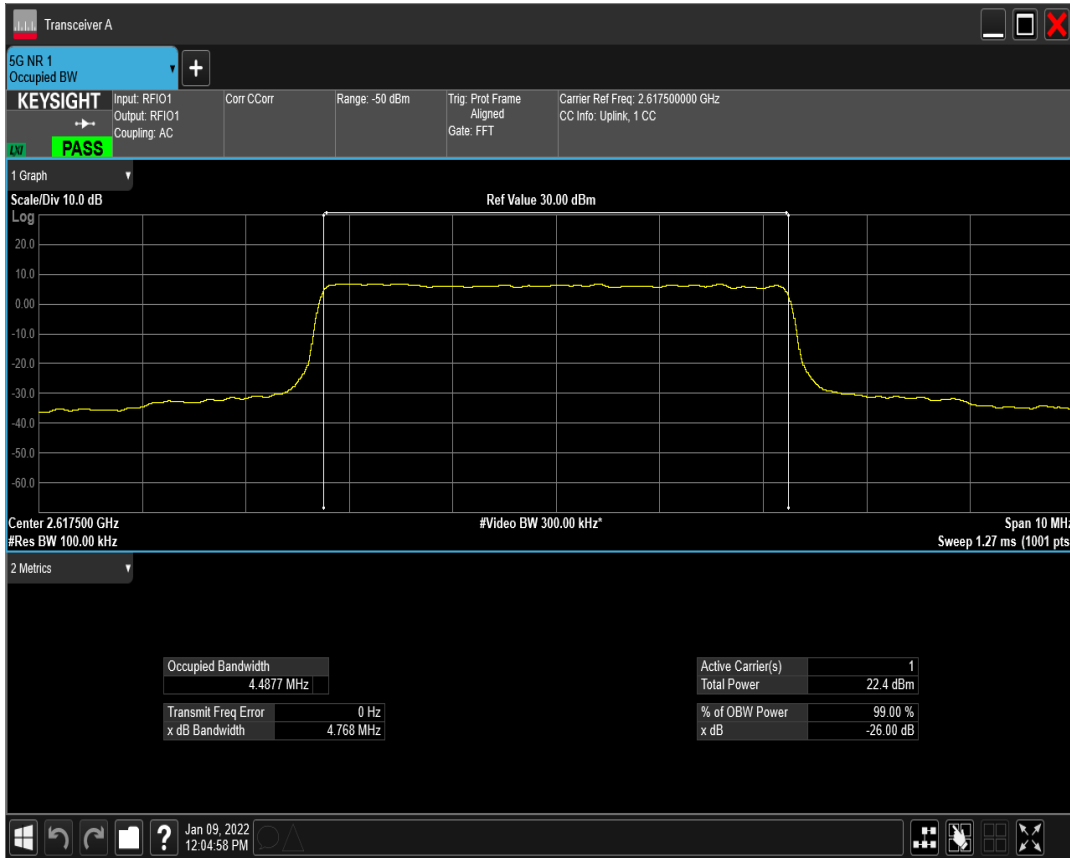 Transceiver A
5G NR 1
Occupied BW
+
KEYSIGHT
Input: RFIO1
Output: RFIO1
Coupling: AC
Corr CCorr
Range: -50 dBm
Trig: Prot Frame
Aligned
Gate: FFT
Carrier Ref Freq: 2.617500000 GHz
CC Info: Uplink, 1 CC
LXI
PASS
1 Graph
Scale/Div 10.0 dB
Ref Value 30.00 dBm
Log
20.0
10.0
0.00
-10.0
-20.0
-30.0
-40.0
-50.0
-60.0
Center 2.617500 GHz
#Video BW 300.00 kHz*
Span 10 MHz
#Res BW 100.00 kHz
Sweep 1.27 ms (1001 pts
2 Metrics
Occupied Bandwidth
4.4877 MHz
Transmit Freq Error 0 Hz
x dB Bandwidth 4.768 MHz
Active Carrier(s) 1
Total Power 22.4 dBm
% of OBW Power 99.00 %
x dB -26.00 dB
?
Jan 09, 2022
12:04:58 PM